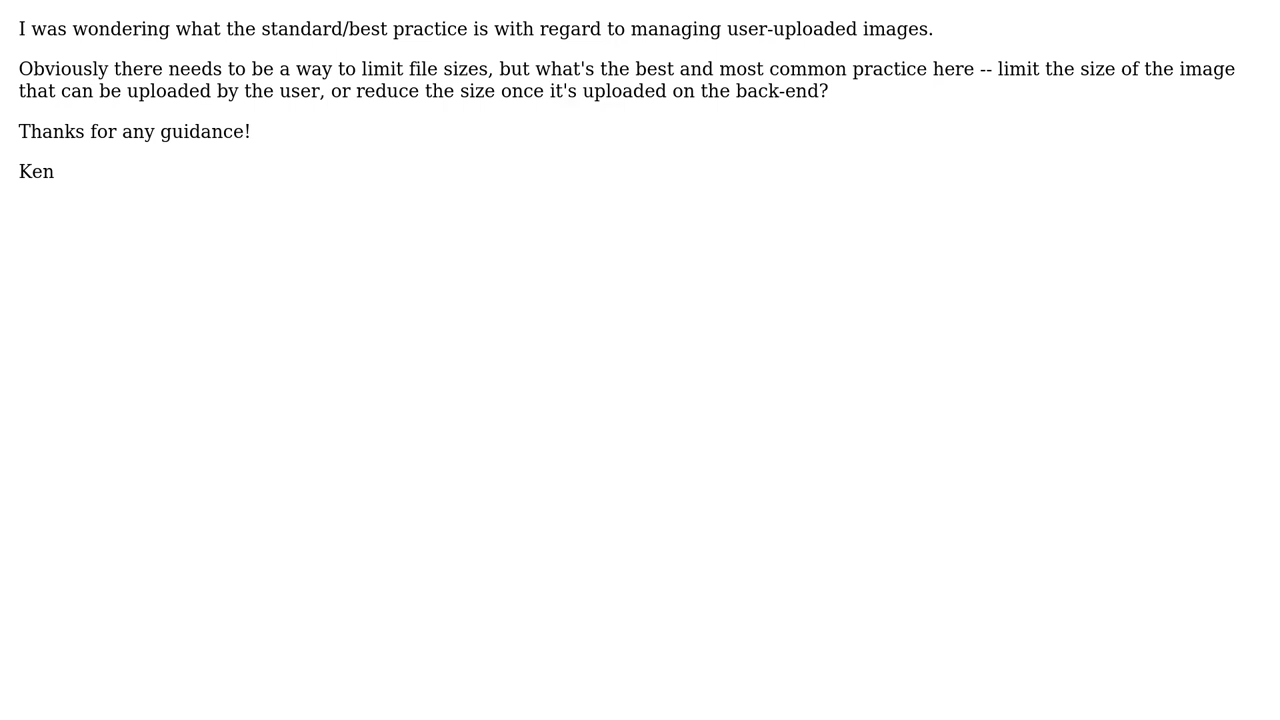 I was wondering what the standard/best practice is with regard to managing user-uploaded images.
Obviously there needs to be a way to limit file sizes, but what's the best and most common practice here -- limit the size of the image
that can be uploaded by the user, or reduce the size once it's uploaded on the back-end?
Thanks for any guidance!
Ken